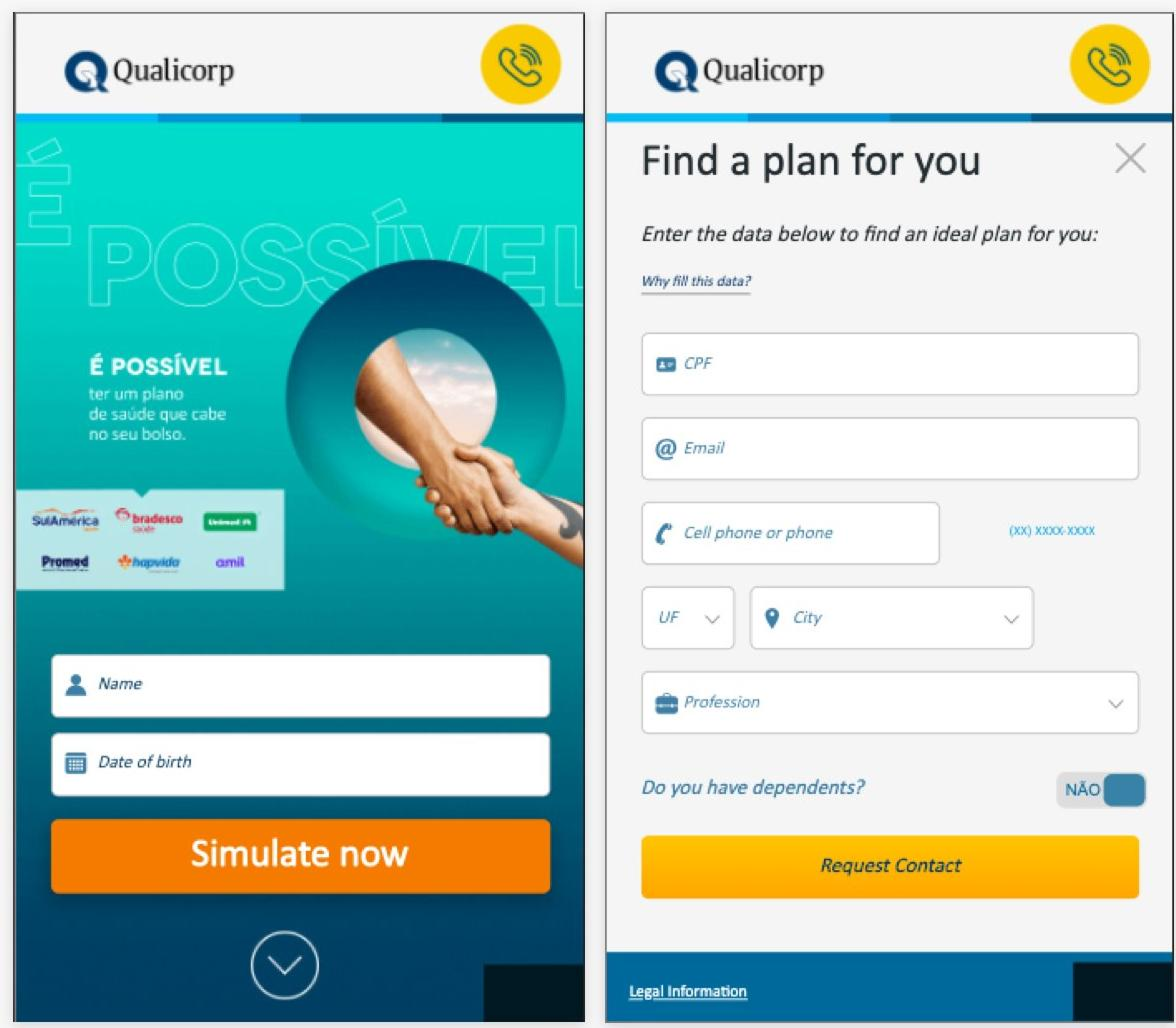 Qualicorp
É
POSSÍVEL
É POSSÍVEL
ter um plano
de saúde que cabe
no seu bolso.
SulAmérica bradesco saúde Unimed
Promed hapvida amil
Name
Date of birth
Simulate now
Qualicorp
Find a plan for you
Enter the data below to find an ideal plan for you:
Why fill this data?
CPF
@ Email
Cell phone or phone (XX) XXXX-XXXX
UF City
Profession
Do you have dependents? NÃO
Request Contact
Legal Information